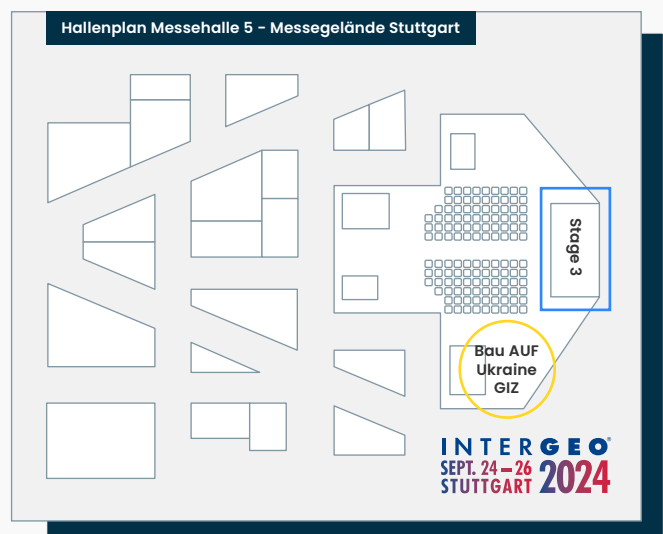 Hallenplan Messehalle 5 - Messegelände Stuttgart
Stage 3
Bau AUF
Ukraine
GIZ
INTERGEO®
SEPT. 24 – 26
STUTTGART
2024